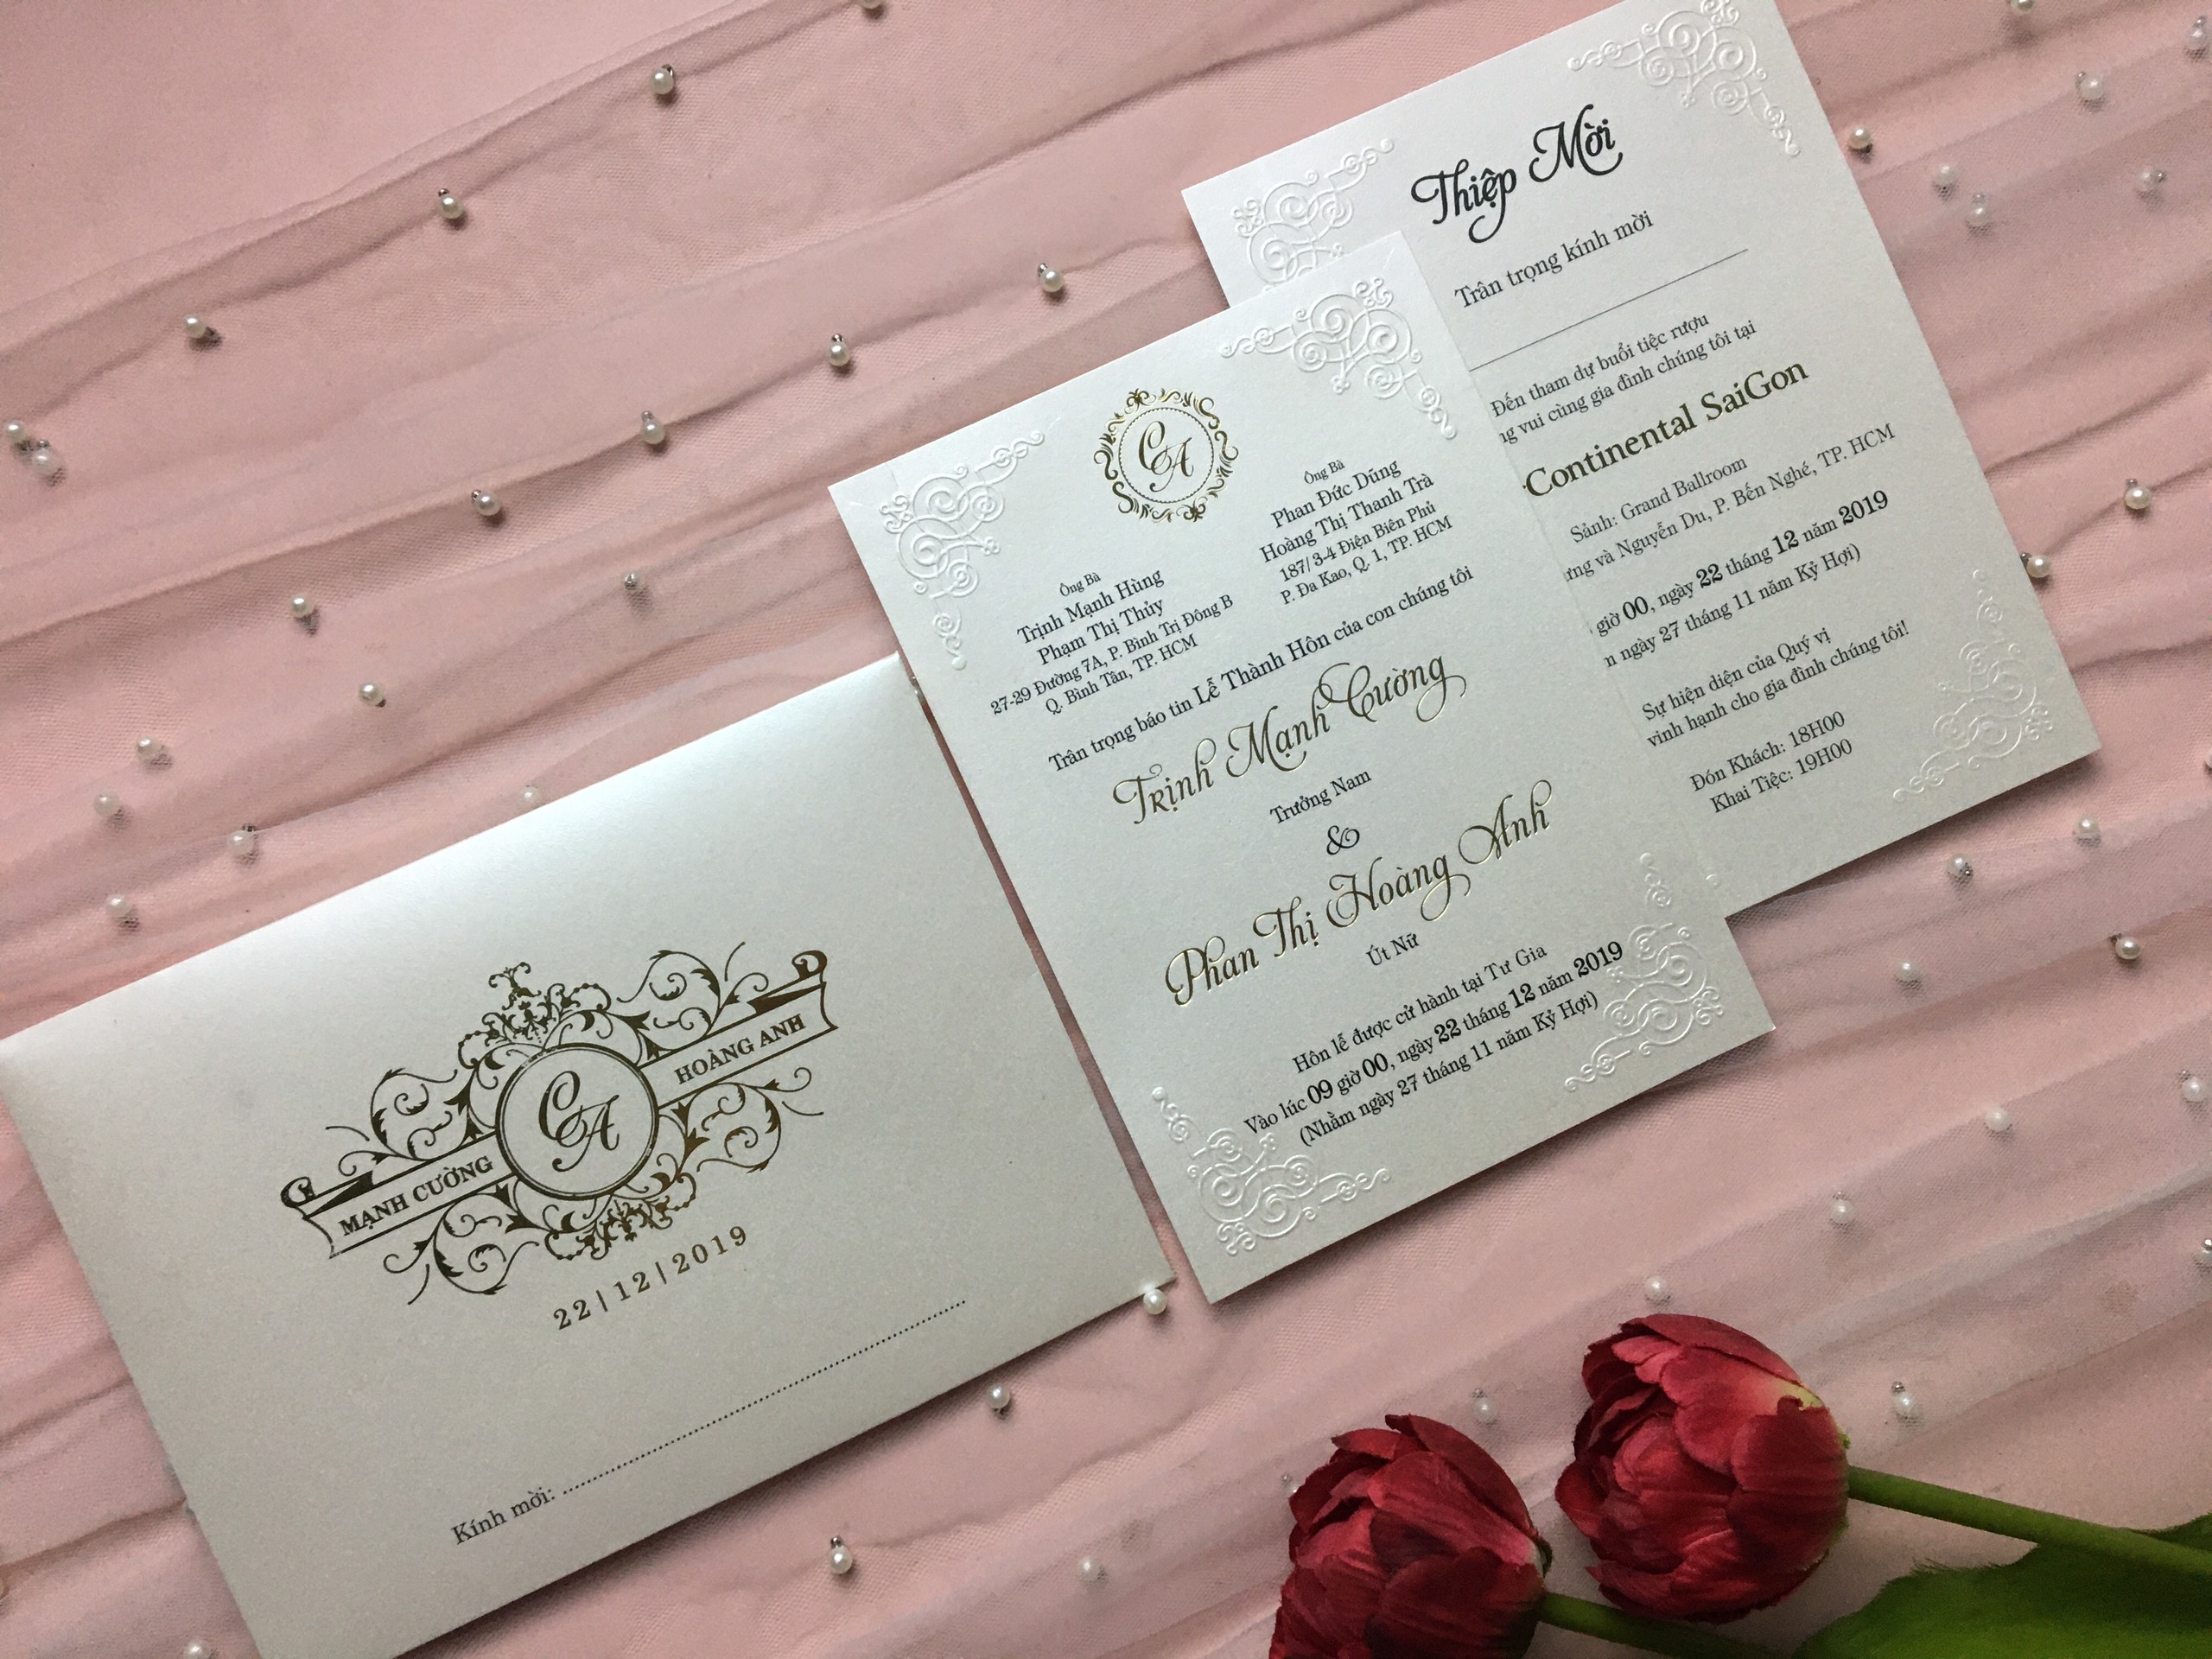 MẠNH CƯỜNG
CA
HOÀNG ANH
22|12|2019
Kính mời:
CA
Ông Bà
Trịnh Mạnh Hùng
Phạm Thị Thủy
27-29 Đường 7A, P. Bình Trị Đông B
Q. Bình Tân, TP. HCM
Ông Bà
Phan Đức Dũng
Hoàng Thị Thanh Trà
187/3-4 Điện Biên Phủ
P. Đa Kao, Q. 1, TP. HCM
Trân trọng báo tin Lễ Thành Hôn của con chúng tôi
Trịnh Mạnh Cường
Trưởng Nam
&
Phan Thị Hoàng Anh
Út Nữ
Hôn lễ được cử hành tại Tư Gia
Vào lúc 09 giờ 00, ngày 22 tháng 12 năm 2019
(Nhằm ngày 27 tháng 11 năm Kỷ Hợi)
Thiệp Mời
Trân trọng kính mời
Đến tham dự buổi tiệc rượu
vui cùng gia đình chúng tôi tại
Continental SaiGon
Sảnh: Grand Ballroom
và Nguyễn Du, P. Bến Nghé, TP. HCM
giờ 00, ngày 22 tháng 12 năm 2019
ngày 27 tháng 11 năm Kỷ Hợi)
Sự hiện diện của Quý vị
vinh hạnh cho gia đình chúng tôi!
Đón Khách: 18H00
Khai Tiệc: 19H00